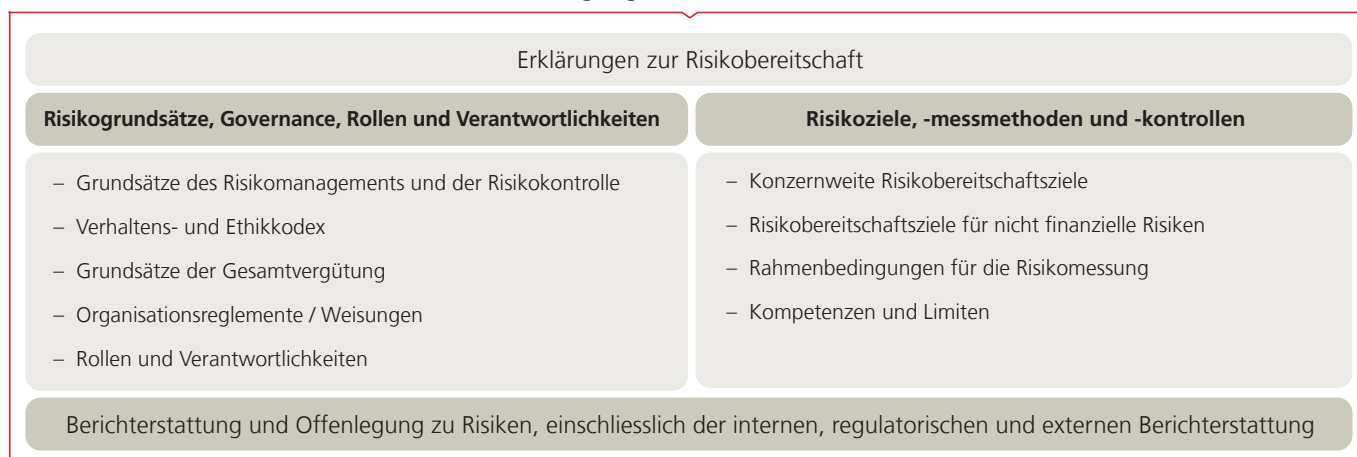 Erklärungen zur Risikobereitschaft
Risikogrundsätze, Governance, Rollen und Verantwortlichkeiten
– Grundsätze des Risikomanagements und der Risikokontrolle
– Verhaltens- und Ethikkodex
– Grundsätze der Gesamtvergütung
– Organisationsreglemente / Weisungen
– Rollen und Verantwortlichkeiten
Risikoziele, -messmethoden und -kontrollen
– Konzernweite Risikobereitschaftsziele
– Risikobereitschaftsziele für nicht finanzielle Risiken
– Rahmenbedingungen für die Risikomessung
– Kompetenzen und Limiten
Berichterstattung und Offenlegung zu Risiken, einschliesslich der internen, regulatorischen und externen Berichterstattung